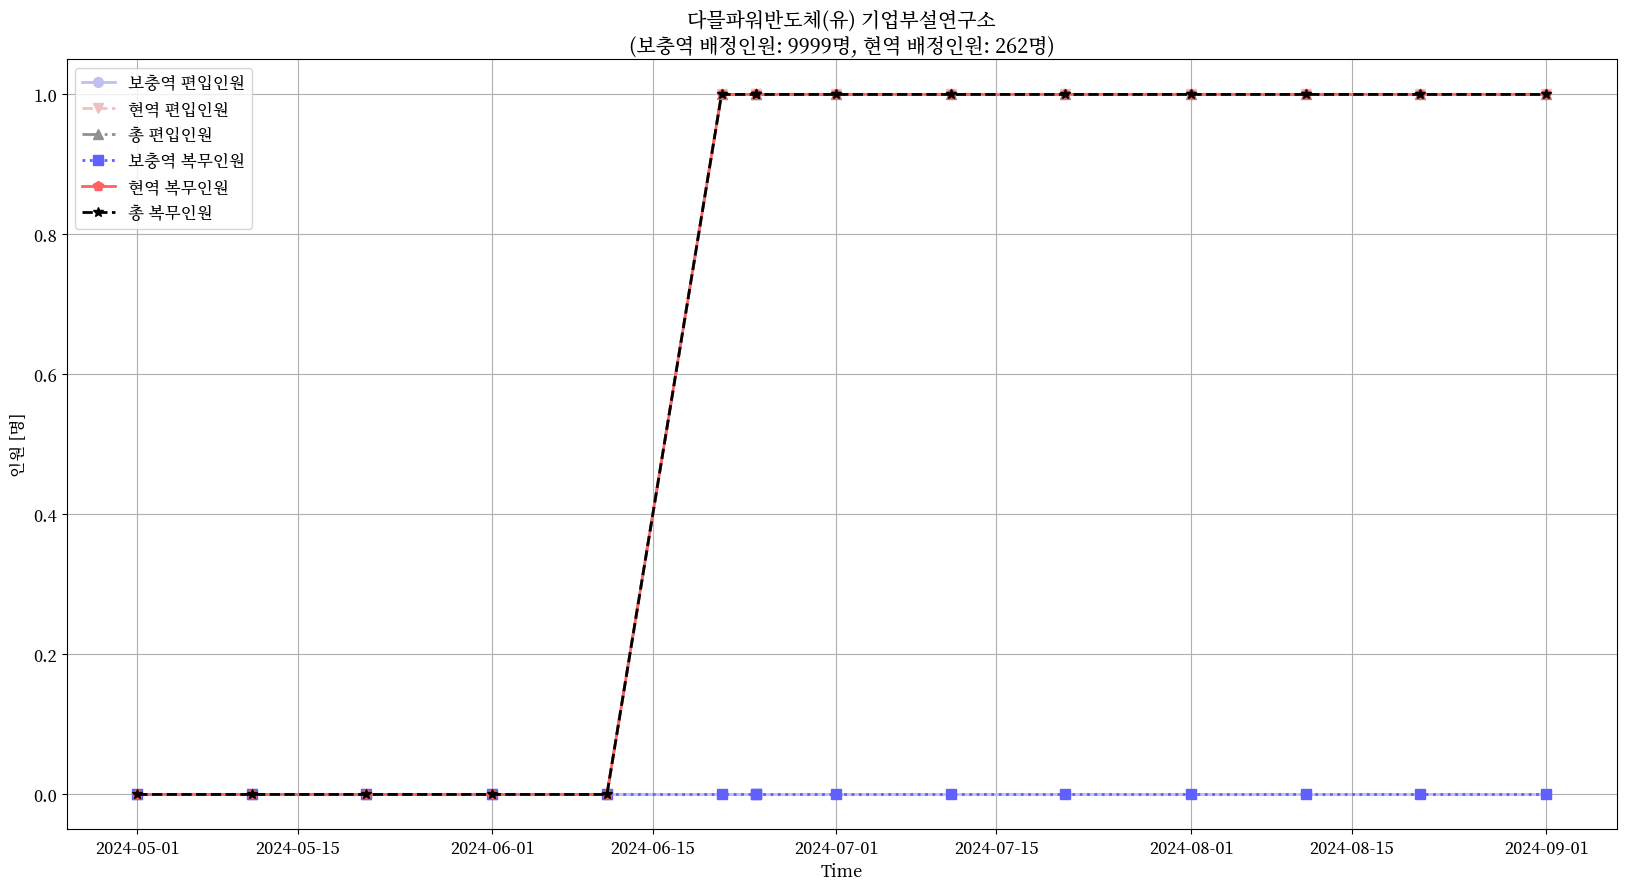 다믈파워반도체(유) 기업부설연구소
(보충역 배정인원: 9999명, 현역 배정인원: 262명)
보충역 편입인원
현역 편입인원
총 편입인원
보충역 복무인원
현역 복무인원
총 복무인원
1.0
0.8
0.6
0.4
0.2
0.0
인원 [명]
2024-05-01 2024-05-15 2024-06-01 2024-06-15 2024-07-01 2024-07-15 2024-08-01 2024-08-15 2024-09-01
Time